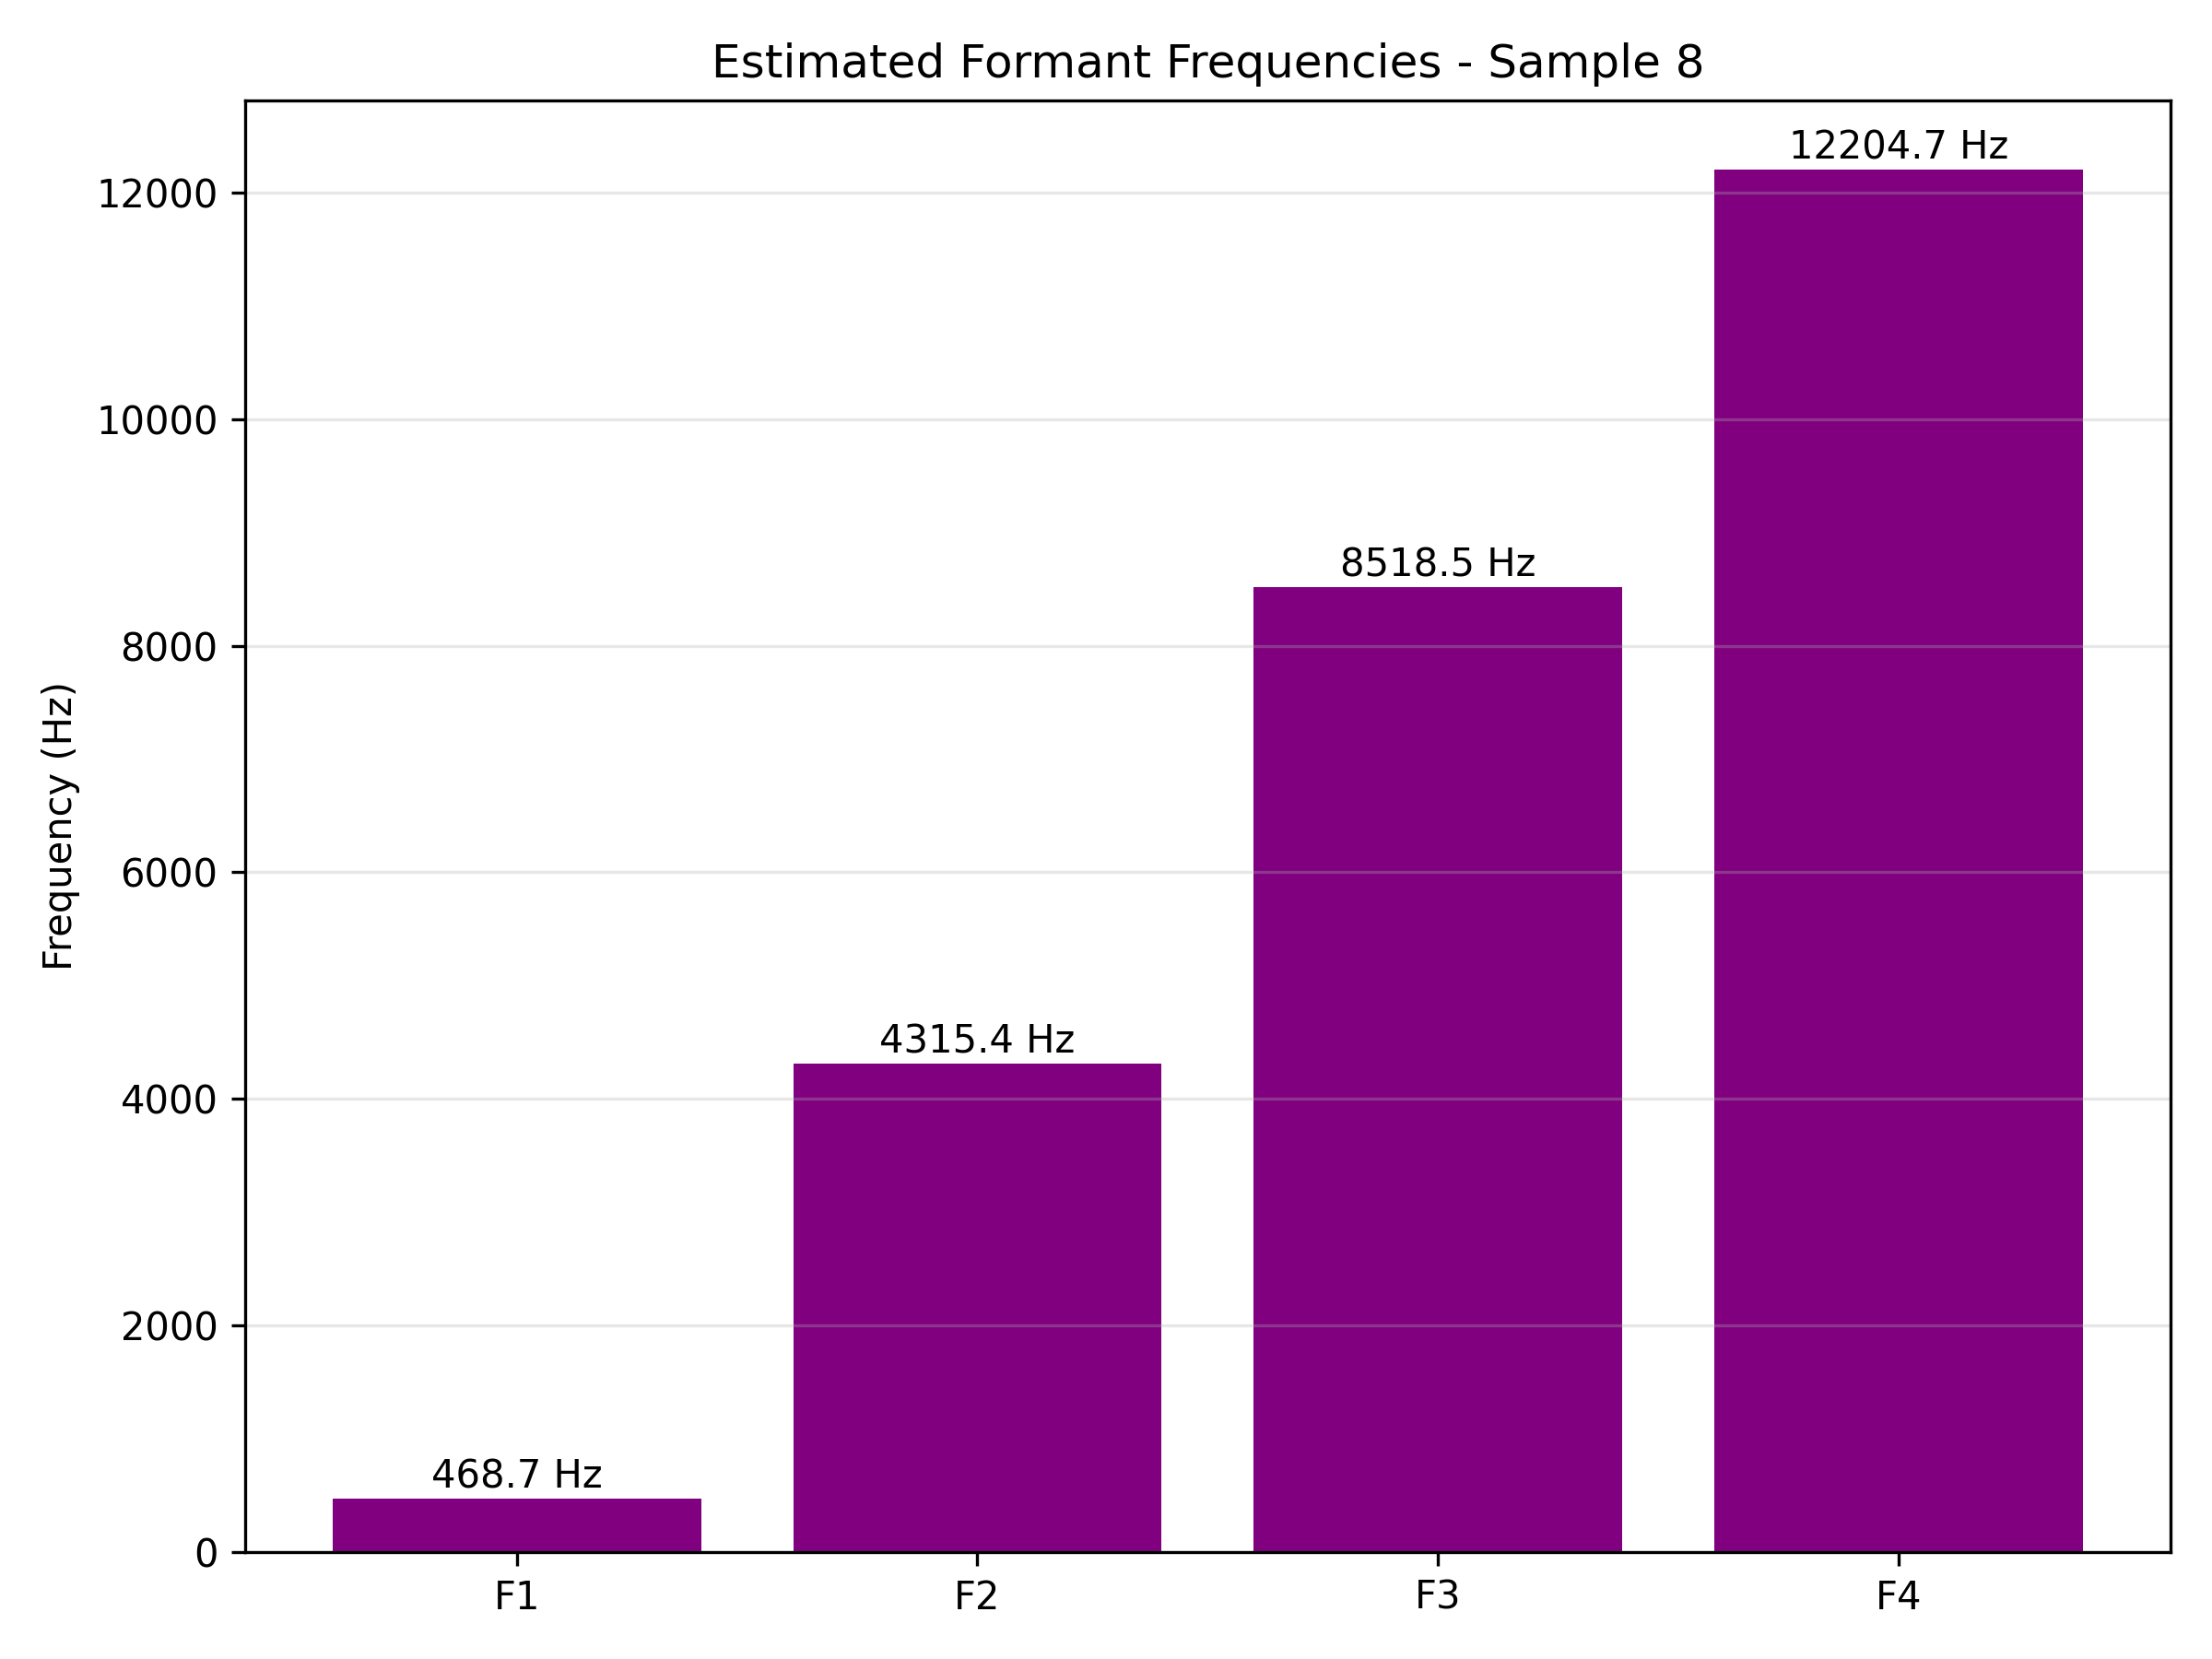 Estimated Formant Frequencies - Sample 8
Frequency (Hz)
12000
10000
8000
6000
4000
2000
0
468.7 Hz
4315.4 Hz
8518.5 Hz
12204.7 Hz
F1
F2
F3
F4